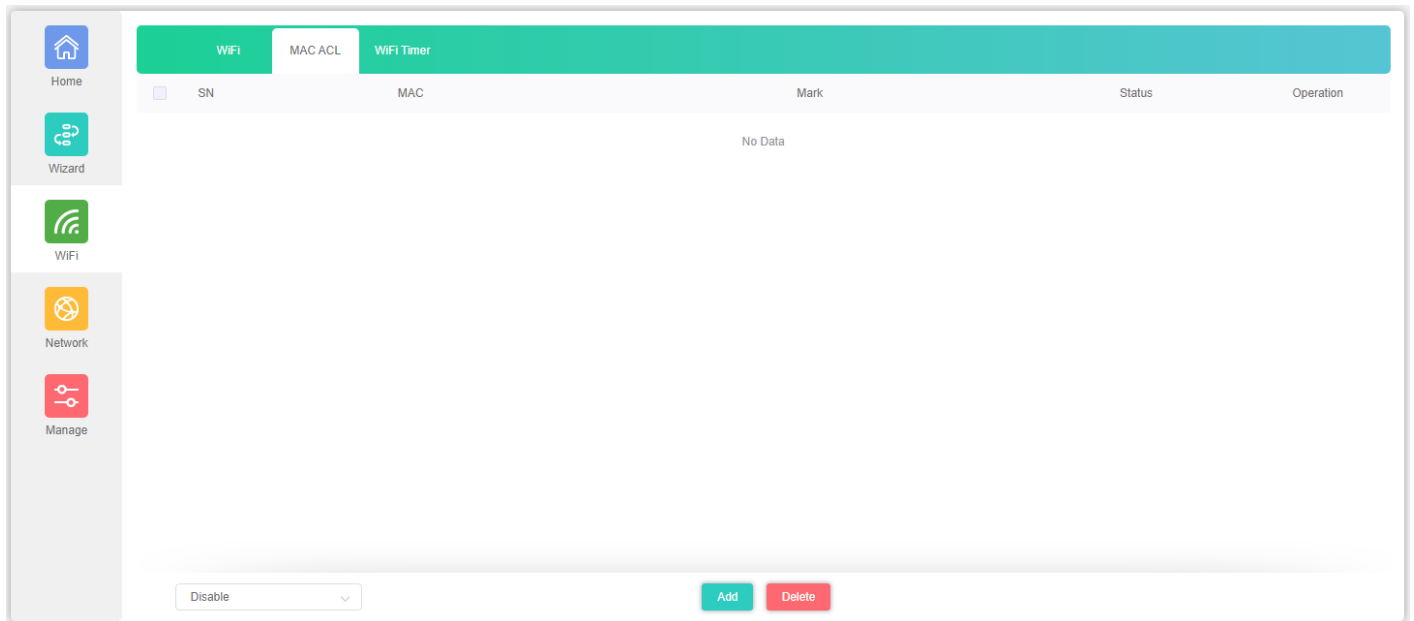 Home
Wizard
WiFi
Network
Manage
WiFi MAC ACL WiFi Timer
SN MAC Mark Status Operation
No Data
Disable Add Delete